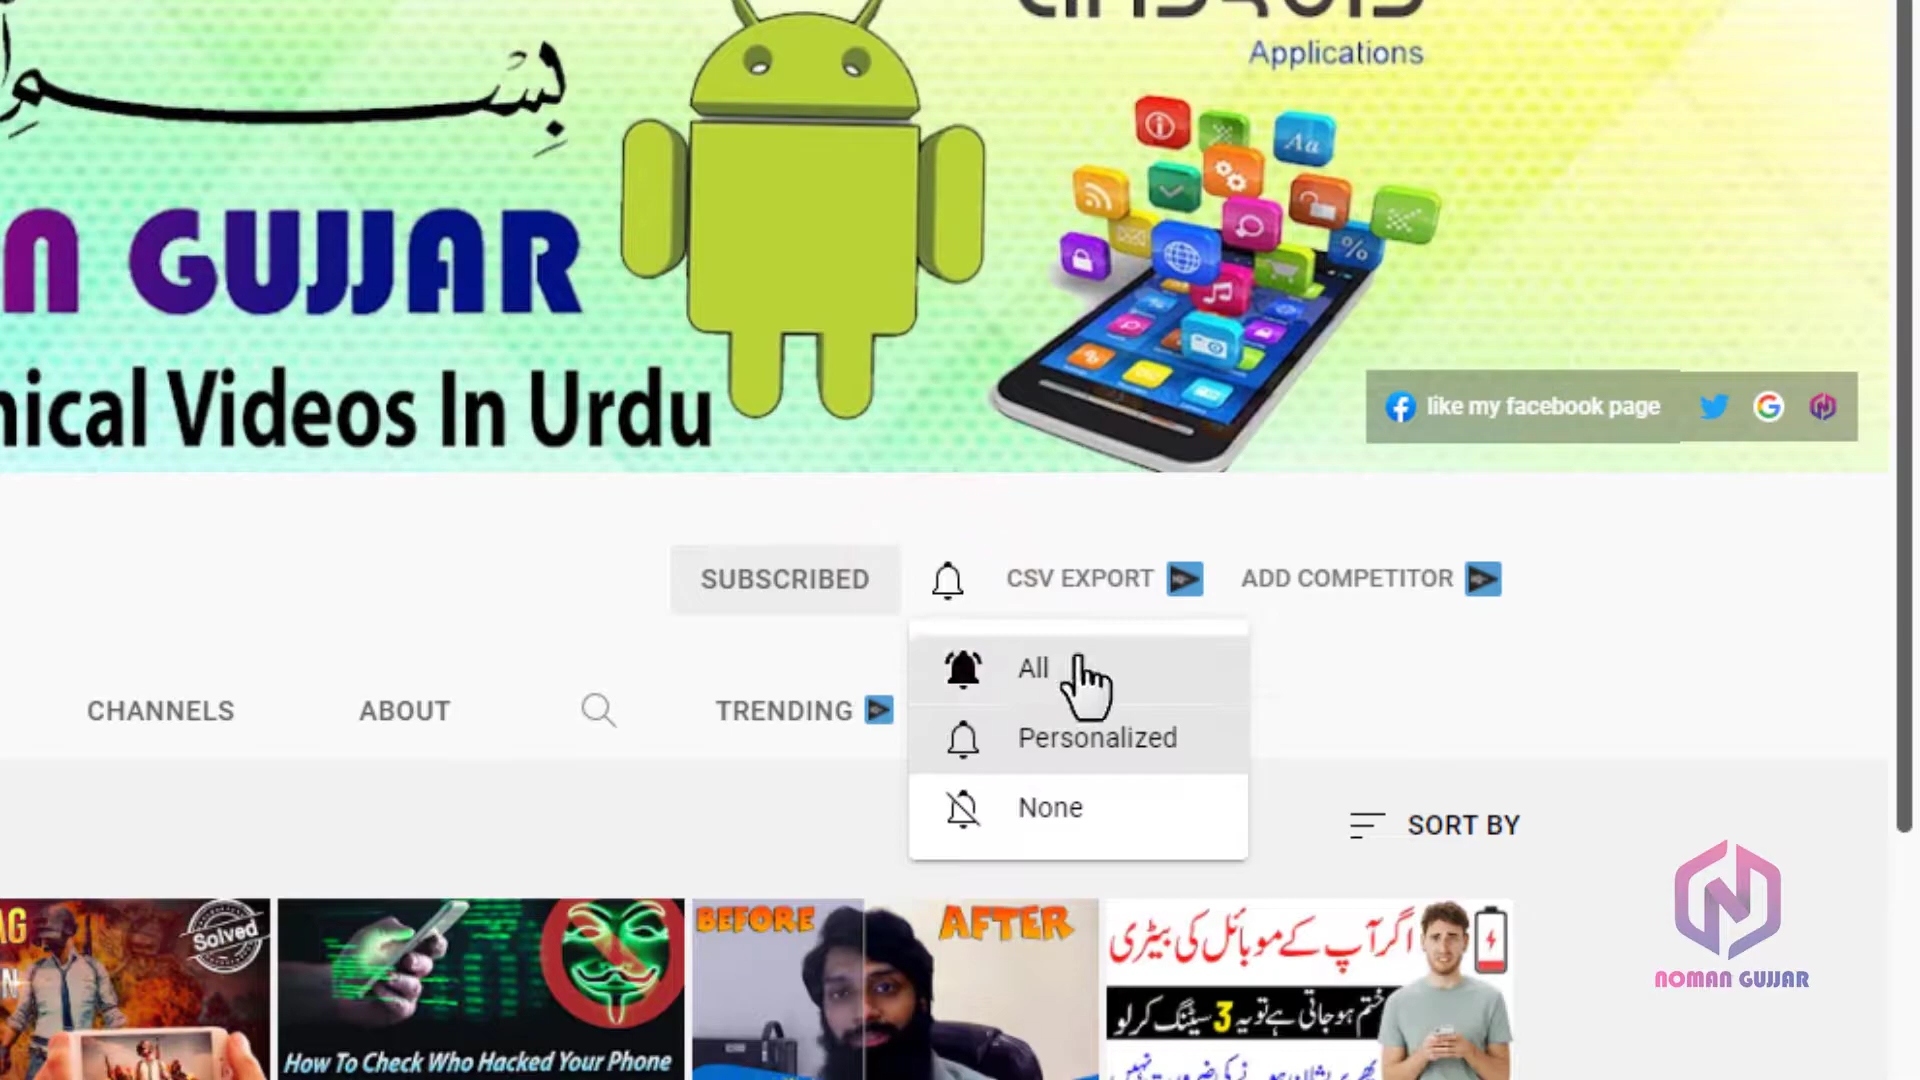 Applications
بِسْمِ
N GUJJAR
nical Videos In Urdu
like my facebook page
SUBSCRIBED
CSV EXPORT
ADD COMPETITOR
All
Personalized
None
CHANNELS
ABOUT
TRENDING
SORT BY
Solved
How To Check Who Hacked Your Phone
BEFORE
AFTER
اگر آپ کے موبائل کی بیٹری
ختم ہو جاتی ہے تو یہ 3 سیٹنگ کر لو
NOMAN GUJJAR